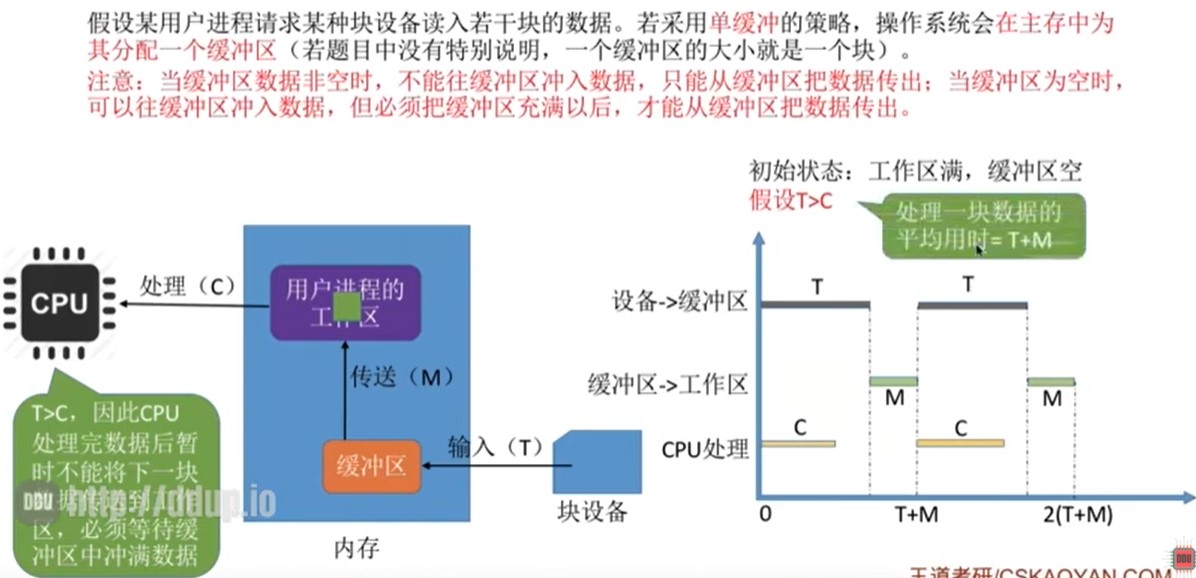 假设某用户进程请求某种块设备读入若干块的数据。若采用单缓冲的策略，操作系统会在主存中为
其分配一个缓冲区（若题目中没有特别说明，一个缓冲区的大小就是一个块）。
注意：当缓冲区数据非空时，不能往缓冲区冲入数据，只能从缓冲区把数据传出；当缓冲区为空时，
可以往缓冲区冲入数据，但必须把缓冲区充满以后，才能从缓冲区把数据传出。
初始状态：工作区满，缓冲区空
假设T>C
处理一块数据的
平均用时= T+M
CPU
处理（C）
用户进程的
工作区
传送（M）
缓冲区
输入（T）
块设备
内存
T>C，因此CPU
处理完数据后暂
时不能将下一块
区，必须等待缓
冲区中冲满数据
DDU http://ddup.io
设备->缓冲区
T
T
缓冲区->工作区
M
M
CPU处理
C
C
0
T+M
2(T+M)
王道考研/CSKAOYAN.COM
DDU